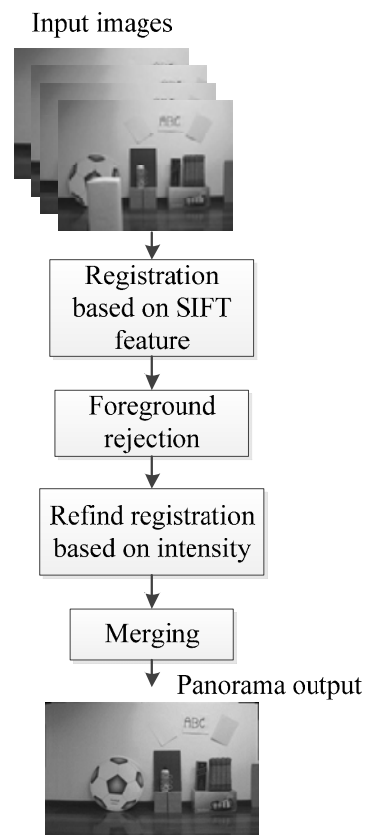 Input images
ABC
Registration
based on SIFT
feature
Foreground
rejection
Refind registration
based on intensity
Merging
Panorama output
ABC